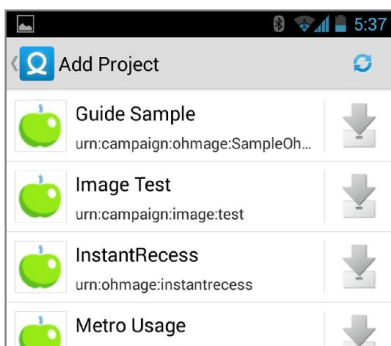 5:37
Add Project
Guide Sample
urn:campaign:ohmage:SampleOh...
Image Test
urn:campaign:image:test
InstantRecess
urn:ohmage:instantrecess
Metro Usage